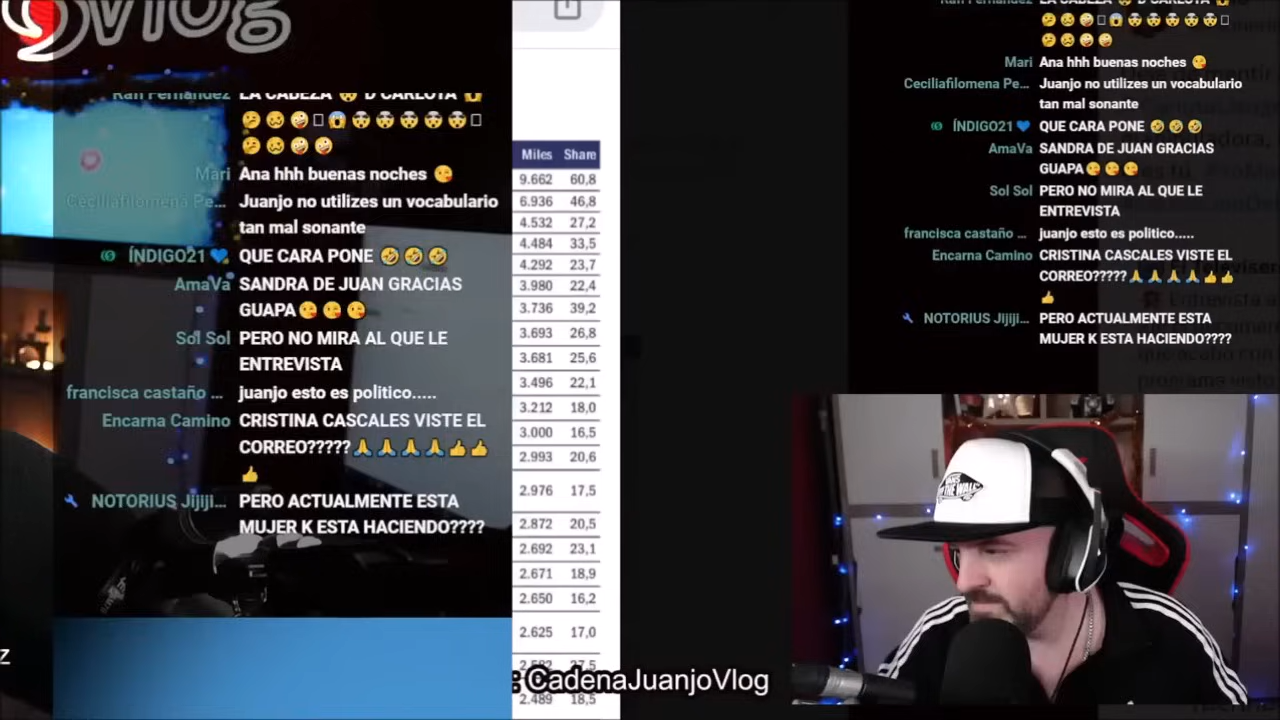 Vlog
Rafi Fernandez LA CABEZA 🤯 D CARLOTA
Mari Ana hhh buenas noches 😘
Ceciliafilomena Pe... Juanjo no utilizes un vocabulario
tan mal sonante
ÍNDIGO21💙 QUE CARA PONE 🤣🤣🤣
AmaVa SANDRA DE JUAN GRACIAS
GUAPA😘😘😘
Sol Sol PERO NO MIRA AL QUE LE
ENTREVISTA
francisca castaño ... juanjo esto es politico.....
Encarna Camino CRISTINA CASCALES VISTE EL
CORREO?????🙏🙏🙏🙏👍👍
👍
NOTORIUS Jijiji... PERO ACTUALMENTE ESTA
MUJER K ESTA HACIENDO????
Miles Share
9.662 60,8
6.936 46,8
4.532 27,2
4.484 33,5
4.292 23,7
3.980 22,4
3.736 39,2
3.693 26,8
3.681 25,6
3.496 22,1
3.212 18,0
3.000 16,5
2.993 20,6
2.976 17,5
2.872 20,5
2.692 23,1
2.671 18,9
2.650 16,2
2.625 17,0
2.582 27,5
2.489 18,5
Mari Ana hhh buenas noches 😘
Ceciliafilomena Pe... Juanjo no utilizes un vocabulario
tan mal sonante
ÍNDIGO21💙 QUE CARA PONE 🤣🤣🤣
AmaVa SANDRA DE JUAN GRACIAS
GUAPA😘😘😘
Sol Sol PERO NO MIRA AL QUE LE
ENTREVISTA
francisca castaño ... juanjo esto es politico.....
Encarna Camino CRISTINA CASCALES VISTE EL
CORREO?????🙏🙏🙏🙏👍👍
👍
NOTORIUS Jijiji... PERO ACTUALMENTE ESTA
MUJER K ESTA HACIENDO????
VANS
"OFF THE WALL"
z
CadenaJuanjoVlog